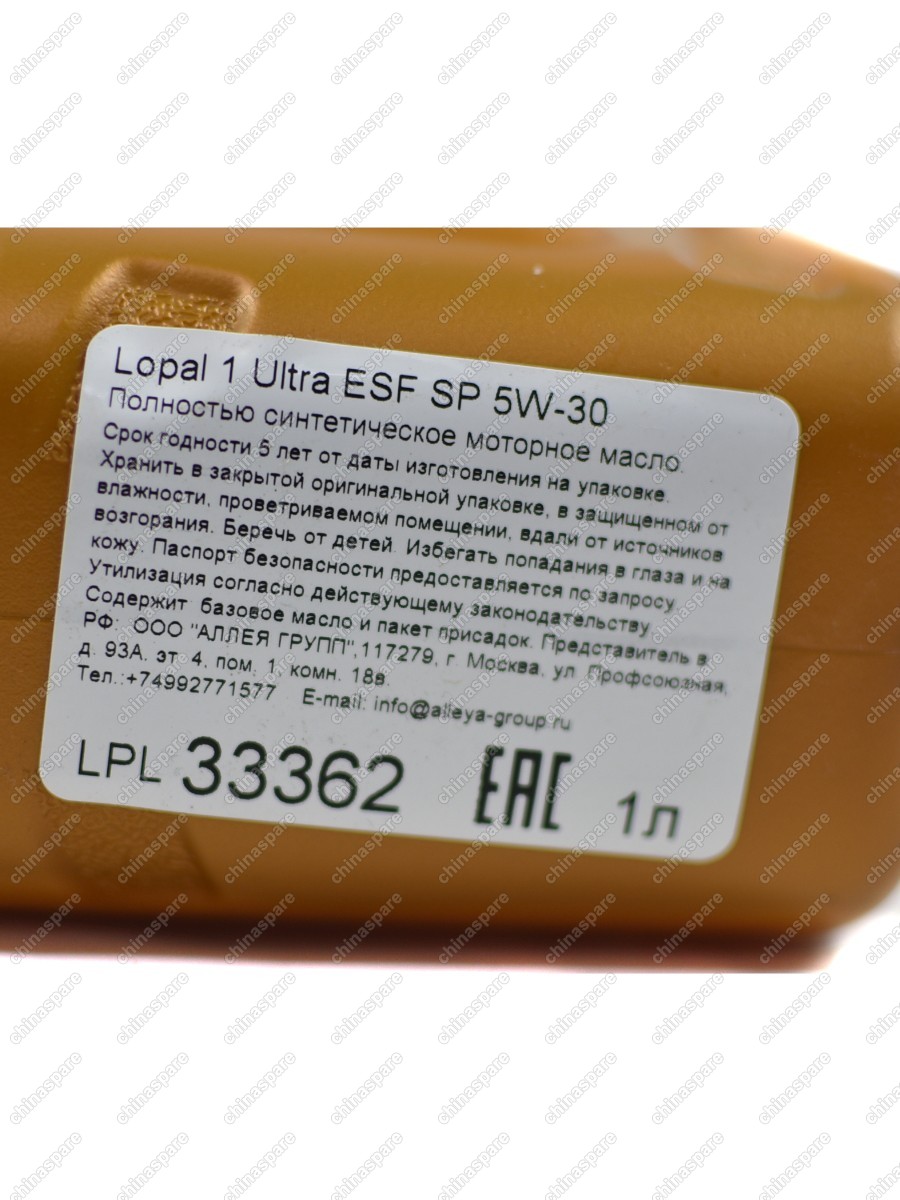 Lopal 1 Ultra ESF SP 5W-30
Полностью синтетическое моторное масло.
Срок годности 5 лет от даты изготовления на упаковке.
Хранить в закрытой оригинальной упаковке, в защищенном от
влажности, проветриваемом помещении, вдали от источников
возгорания. Беречь от детей. Избегать попадания в глаза и на
кожу. Паспорт безопасности предоставляется по запросу.
Утилизация согласно действующему законодательству
Содержит: базовое масло и пакет присадок. Представитель в
РФ: ООО "АЛЛЕЯ ГРУПП",117279, г. Москва, ул. Профсоюзная,
д. 93А, эт. 4, пом. 1, комн. 18в.
Тел.:+74992771577 E-mail: info@alleya-group.ru
LPL 33362 EAC 1л
chinaspare